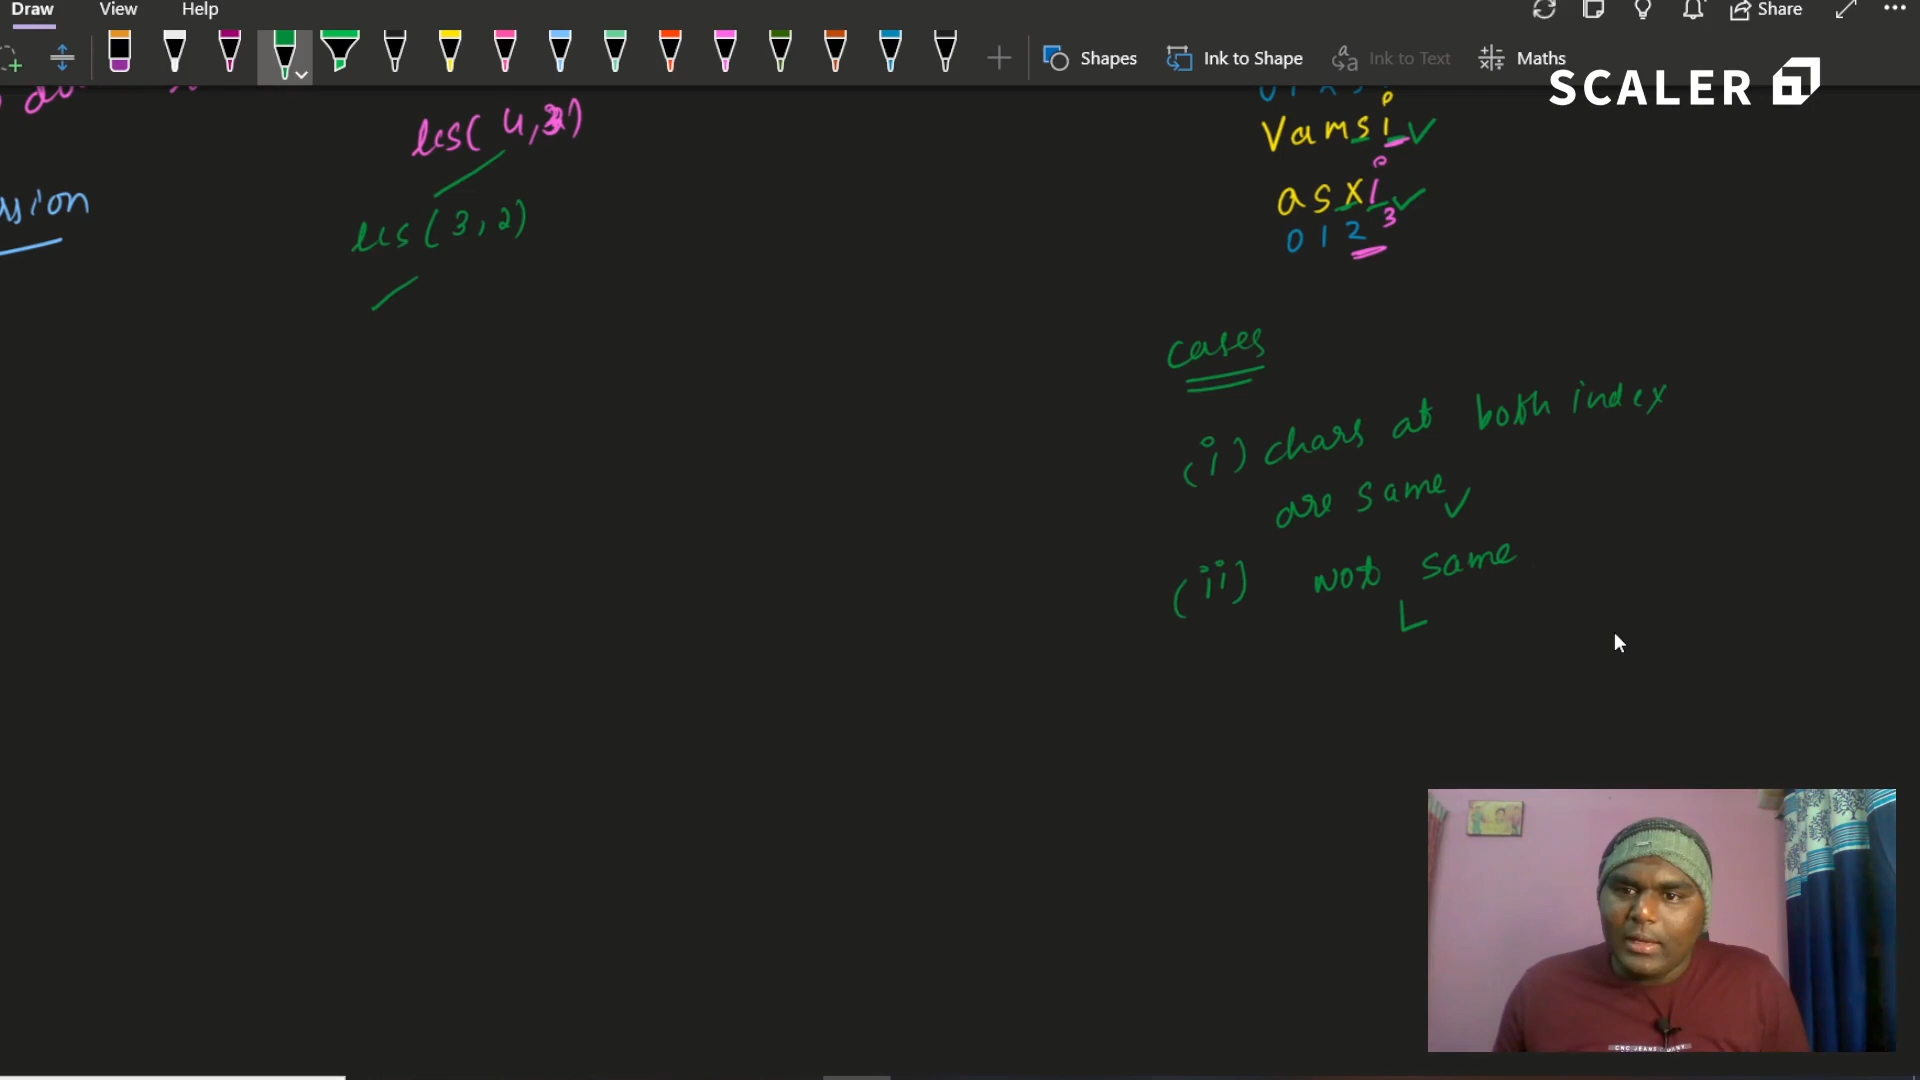 Draw View Help Share
Shapes Ink to Shape Ink to Text Maths
SCALER
lcs( 4,3)
Vamsi
asxi
0 1 2 3
lcs(3,2)
cases
(i) chars at both index
are same
(ii) not same